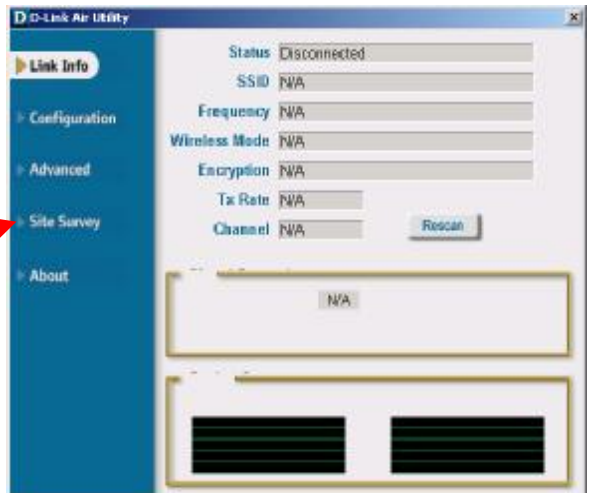 D-Link Air Utility
Link Info
Configuration
Advanced
Site Survey
About
Status Disconnected
SSID N/A
Frequency N/A
Wireless Mode N/A
Encryption N/A
Tx Rate N/A
Channel N/A Rescan
N/A